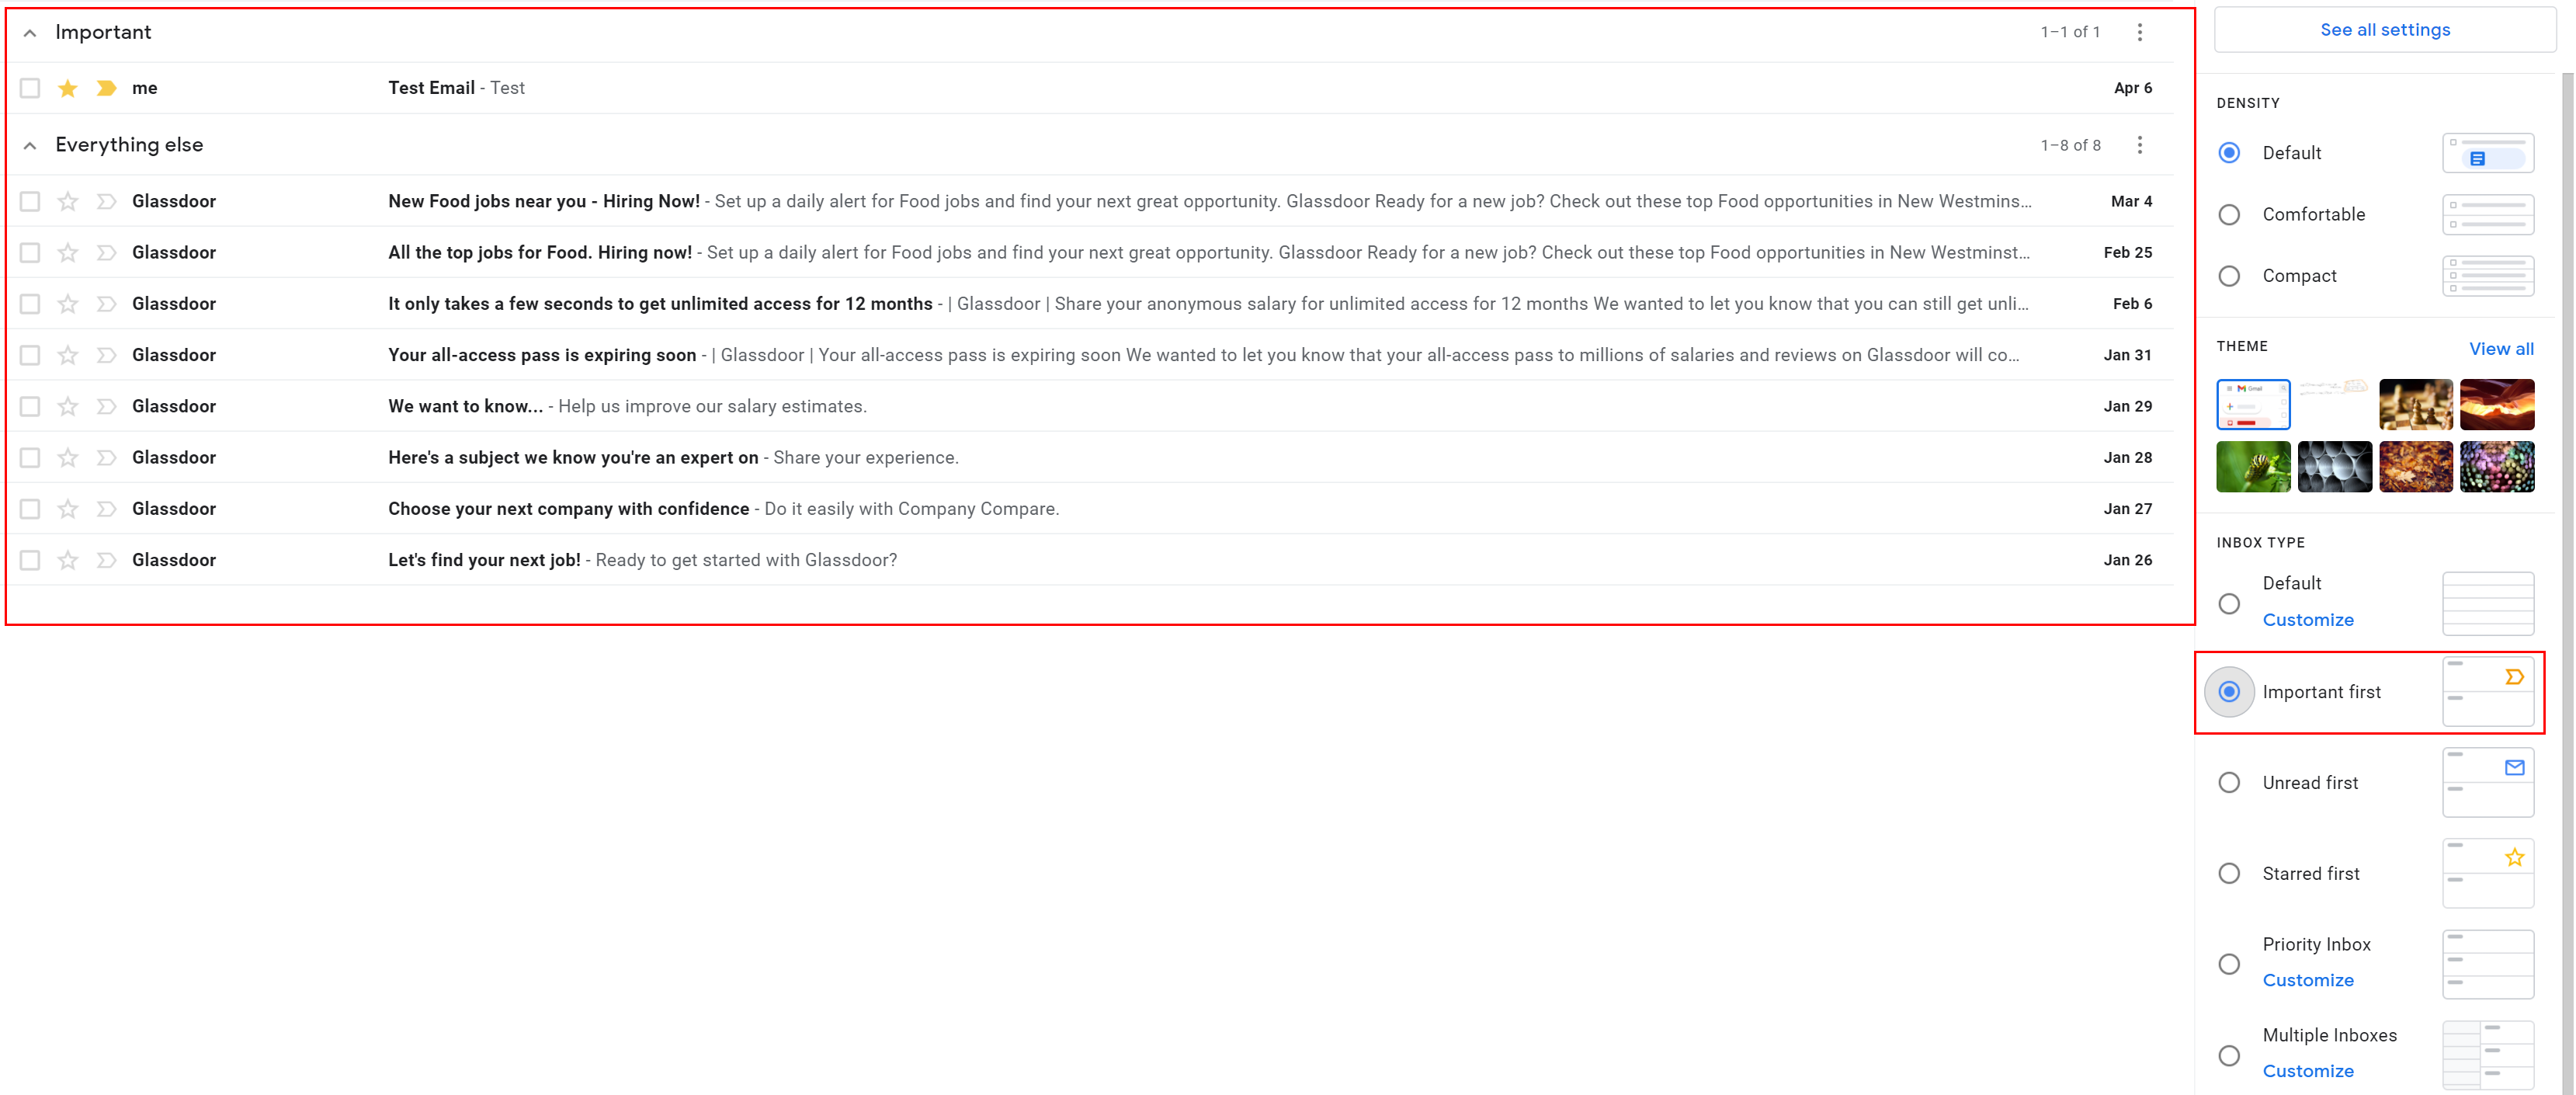 Important 1–1 of 1
me Test Email - Test Apr 6
Everything else 1–8 of 8
Glassdoor New Food jobs near you - Hiring Now! - Set up a daily alert for Food jobs and find your next great opportunity. Glassdoor Ready for a new job? Check out these top Food opportunities in New Westmins... Mar 4
Glassdoor All the top jobs for Food. Hiring now! - Set up a daily alert for Food jobs and find your next great opportunity. Glassdoor Ready for a new job? Check out these top Food opportunities in New Westminst... Feb 25
Glassdoor It only takes a few seconds to get unlimited access for 12 months - | Glassdoor | Share your anonymous salary for unlimited access for 12 months We wanted to let you know that you can still get unli... Feb 6
Glassdoor Your all-access pass is expiring soon - | Glassdoor | Your all-access pass is expiring soon We wanted to let you know that your all-access pass to millions of salaries and reviews on Glassdoor will co... Jan 31
Glassdoor We want to know... - Help us improve our salary estimates. Jan 29
Glassdoor Here's a subject we know you're an expert on - Share your experience. Jan 28
Glassdoor Choose your next company with confidence - Do it easily with Company Compare. Jan 27
Glassdoor Let's find your next job! - Ready to get started with Glassdoor? Jan 26
See all settings
DENSITY
Default
Comfortable
Compact
THEME View all
Gmail
INBOX TYPE
Default
Customize
Important first
Unread first
Starred first
Priority Inbox
Customize
Multiple Inboxes
Customize